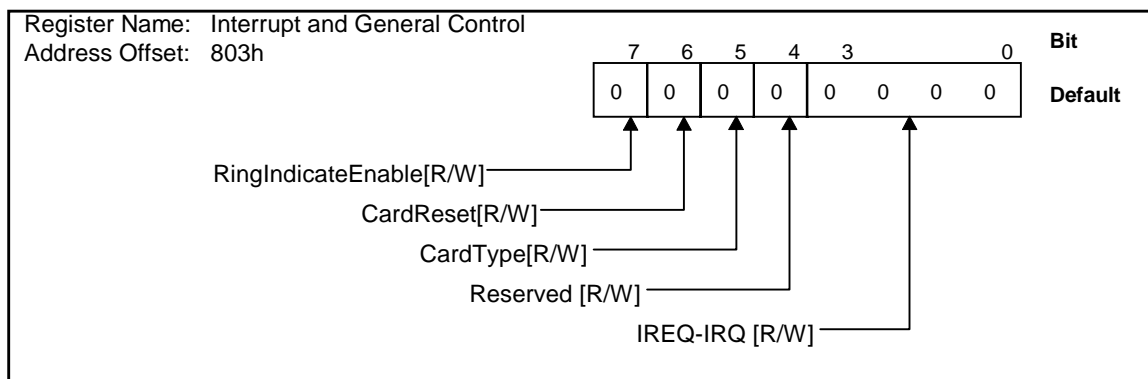 Register Name: Interrupt and General Control
Address Offset: 803h
7 6 5 4 3 0 Bit
0 0 0 0 0 0 0 0 Default
RingIndicateEnable[R/W]
CardReset[R/W]
CardType[R/W]
Reserved [R/W]
IREQ-IRQ [R/W]